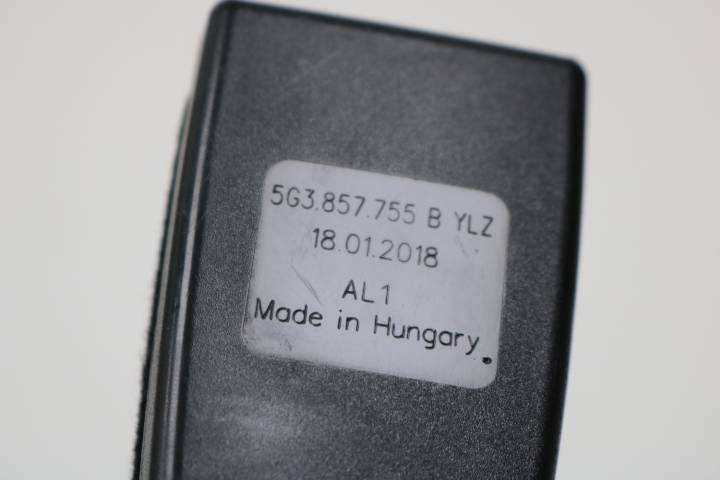 5G3.857.755 B YLZ
18.01.2018
AL1
Made in Hungary